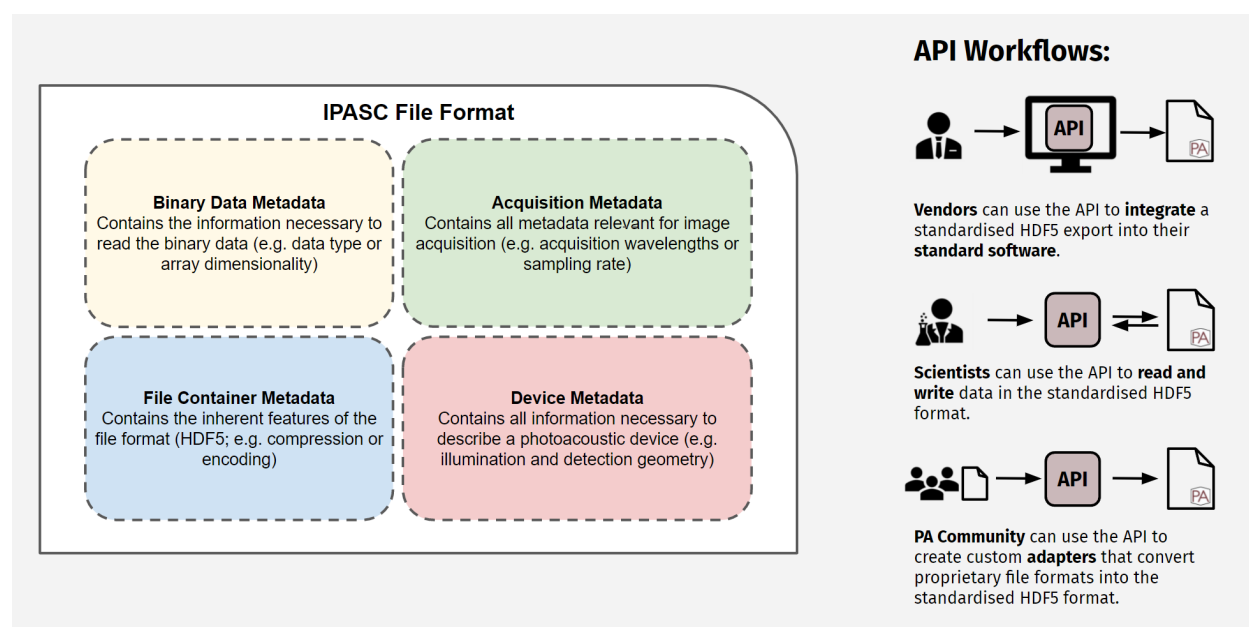 IPASC File Format
Binary Data Metadata
Contains the information necessary to
read the binary data (e.g. data type or
array dimensionality)
Acquisition Metadata
Contains all metadata relevant for image
acquisition (e.g. acquisition wavelengths or
sampling rate)
File Container Metadata
Contains the inherent features of the
file format (HDF5; e.g. compression or
encoding)
Device Metadata
Contains all information necessary to
describe a photoacoustic device (e.g.
illumination and detection geometry)
API Workflows:
API
PA
Vendors can use the API to integrate a
standardised HDF5 export into their
standard software.
API
PA
Scientists can use the API to read and
write data in the standardised HDF5
format.
API
PA
PA Community can use the API to
create custom adapters that convert
proprietary file formats into the
standardised HDF5 format.